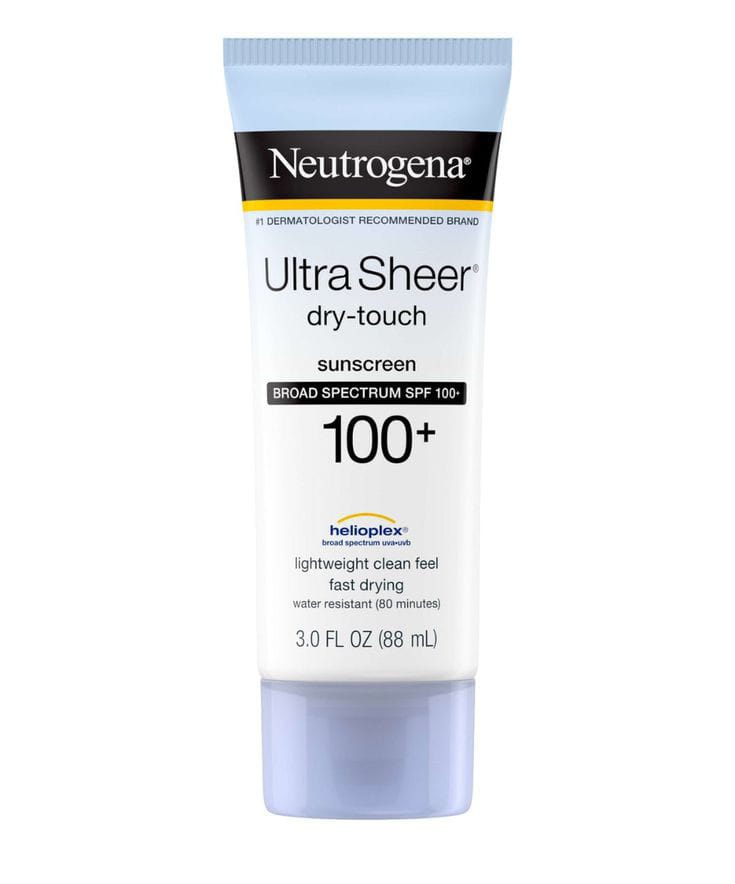 Neutrogena®
#1 DERMATOLOGIST RECOMMENDED BRAND
Ultra Sheer®
dry-touch
sunscreen
BROAD SPECTRUM SPF 100+
100+
helioplex®
broad spectrum uva•uvb
lightweight clean feel
fast drying
water resistant (80 minutes)
3.0 FL OZ (88 mL)